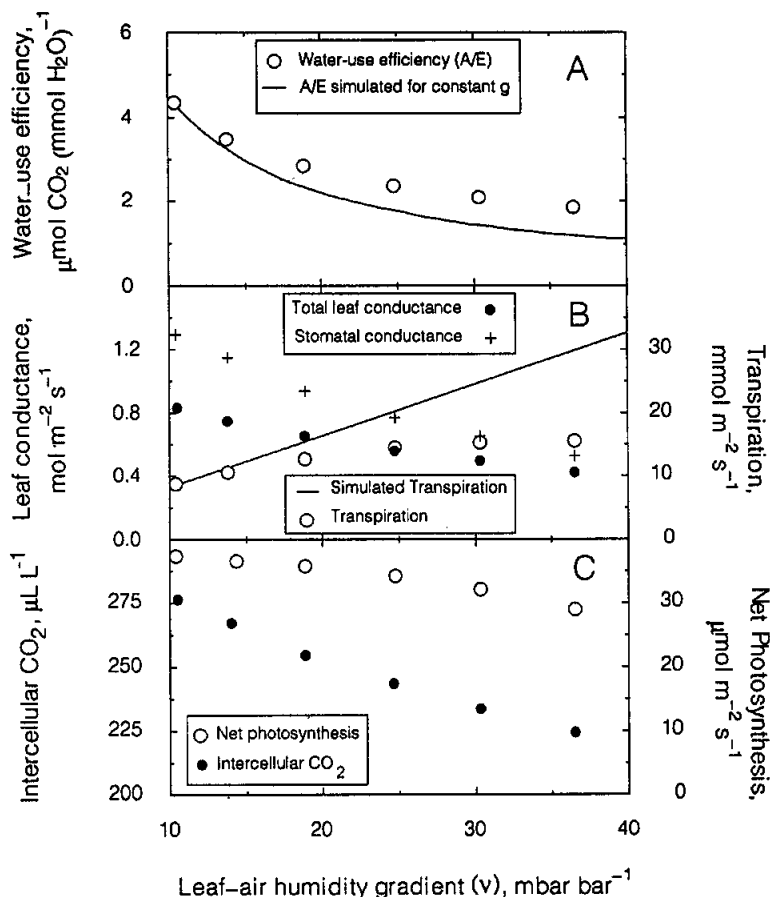 Water-use efficiency,
μmol CO₂ (mmol H₂O)⁻¹
6
4
2
0
Water-use efficiency (A/E)
A/E simulated for constant g
A
Leaf conductance,
mol m⁻² s⁻¹
1.2
0.8
0.4
0.0
Total leaf conductance
Stomatal conductance
B
Simulated Transpiration
Transpiration
30
20
10
0
Transpiration,
mmol m⁻² s⁻¹
Intercellular CO₂, μL L⁻¹
275
250
225
200
C
Net photosynthesis
Intercellular CO₂
30
20
10
0
Net Photosynthesis,
μmol m⁻² s⁻¹
10 20 30 40
Leaf–air humidity gradient (ν), mbar bar⁻¹